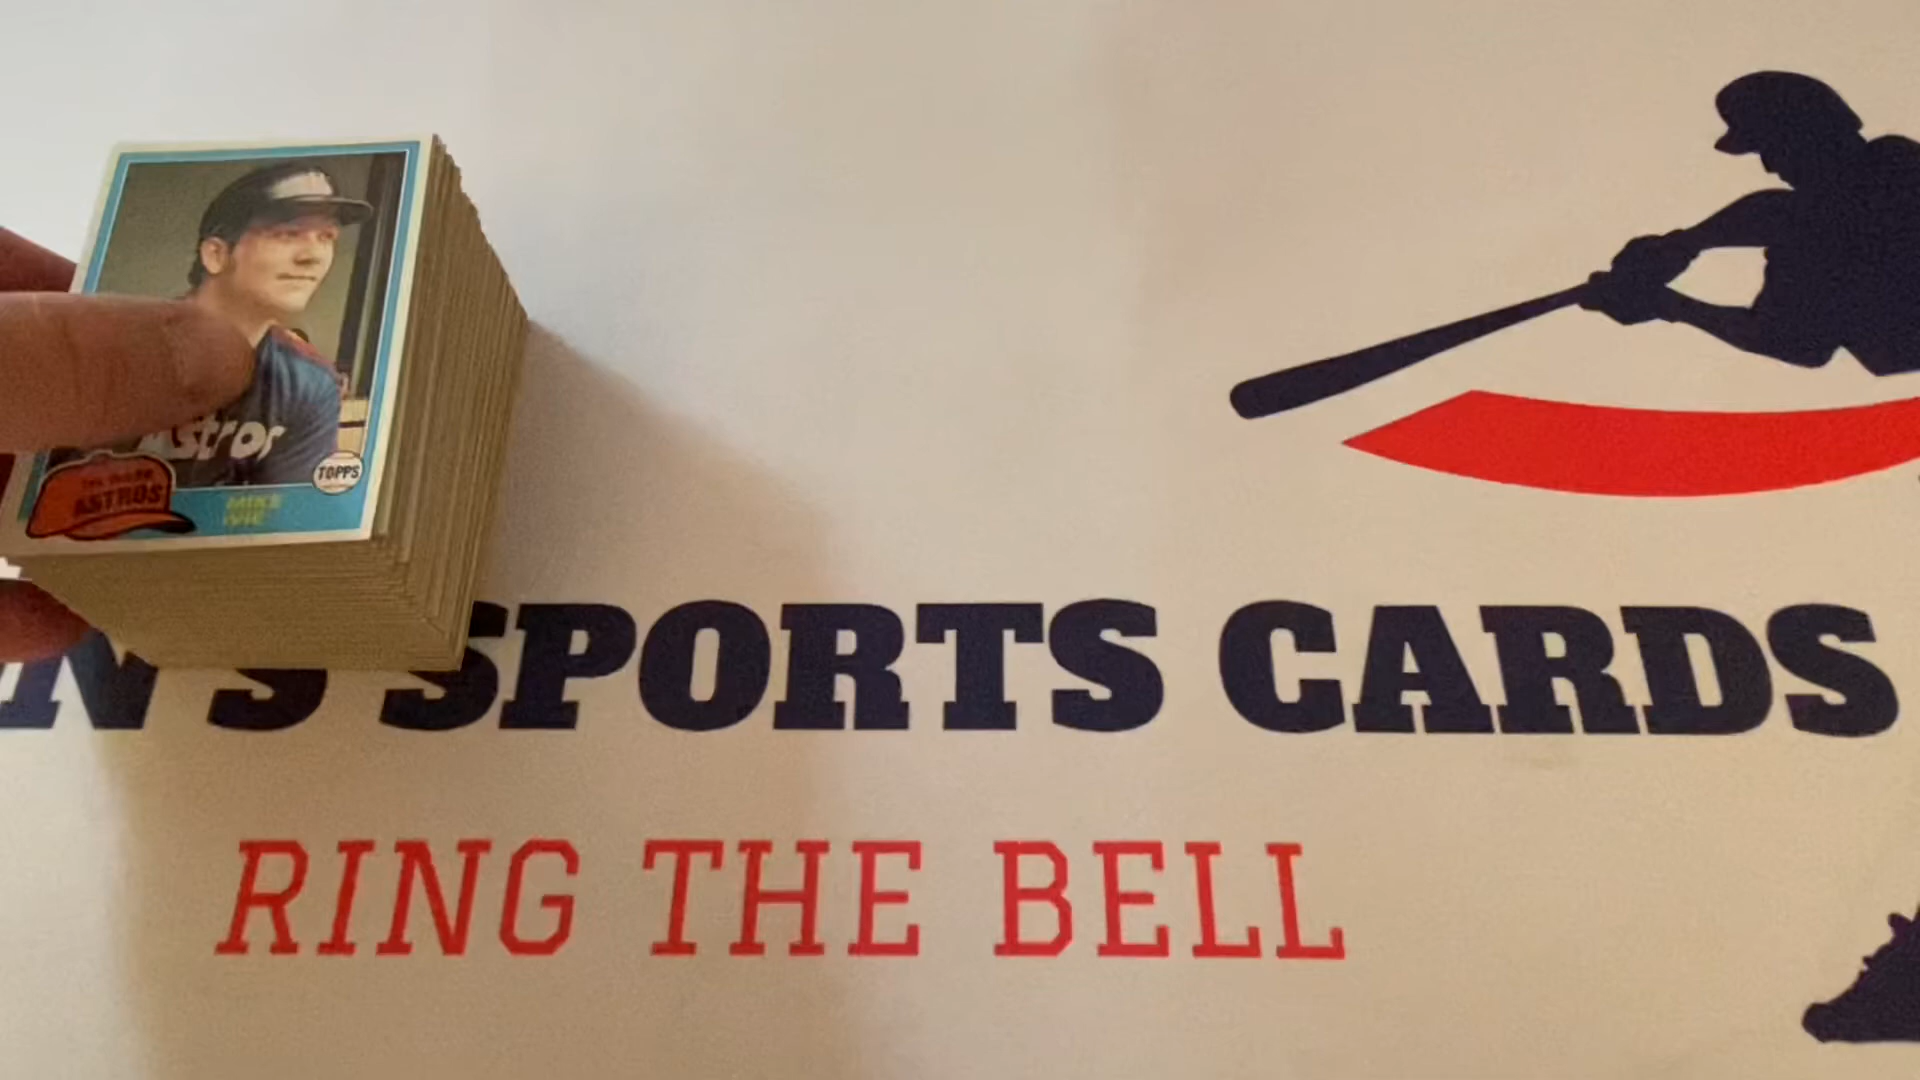 Astros
ASTROS
TOPPS
MIKE
IVIE
N'S SPORTS CARDS
RING THE BELL